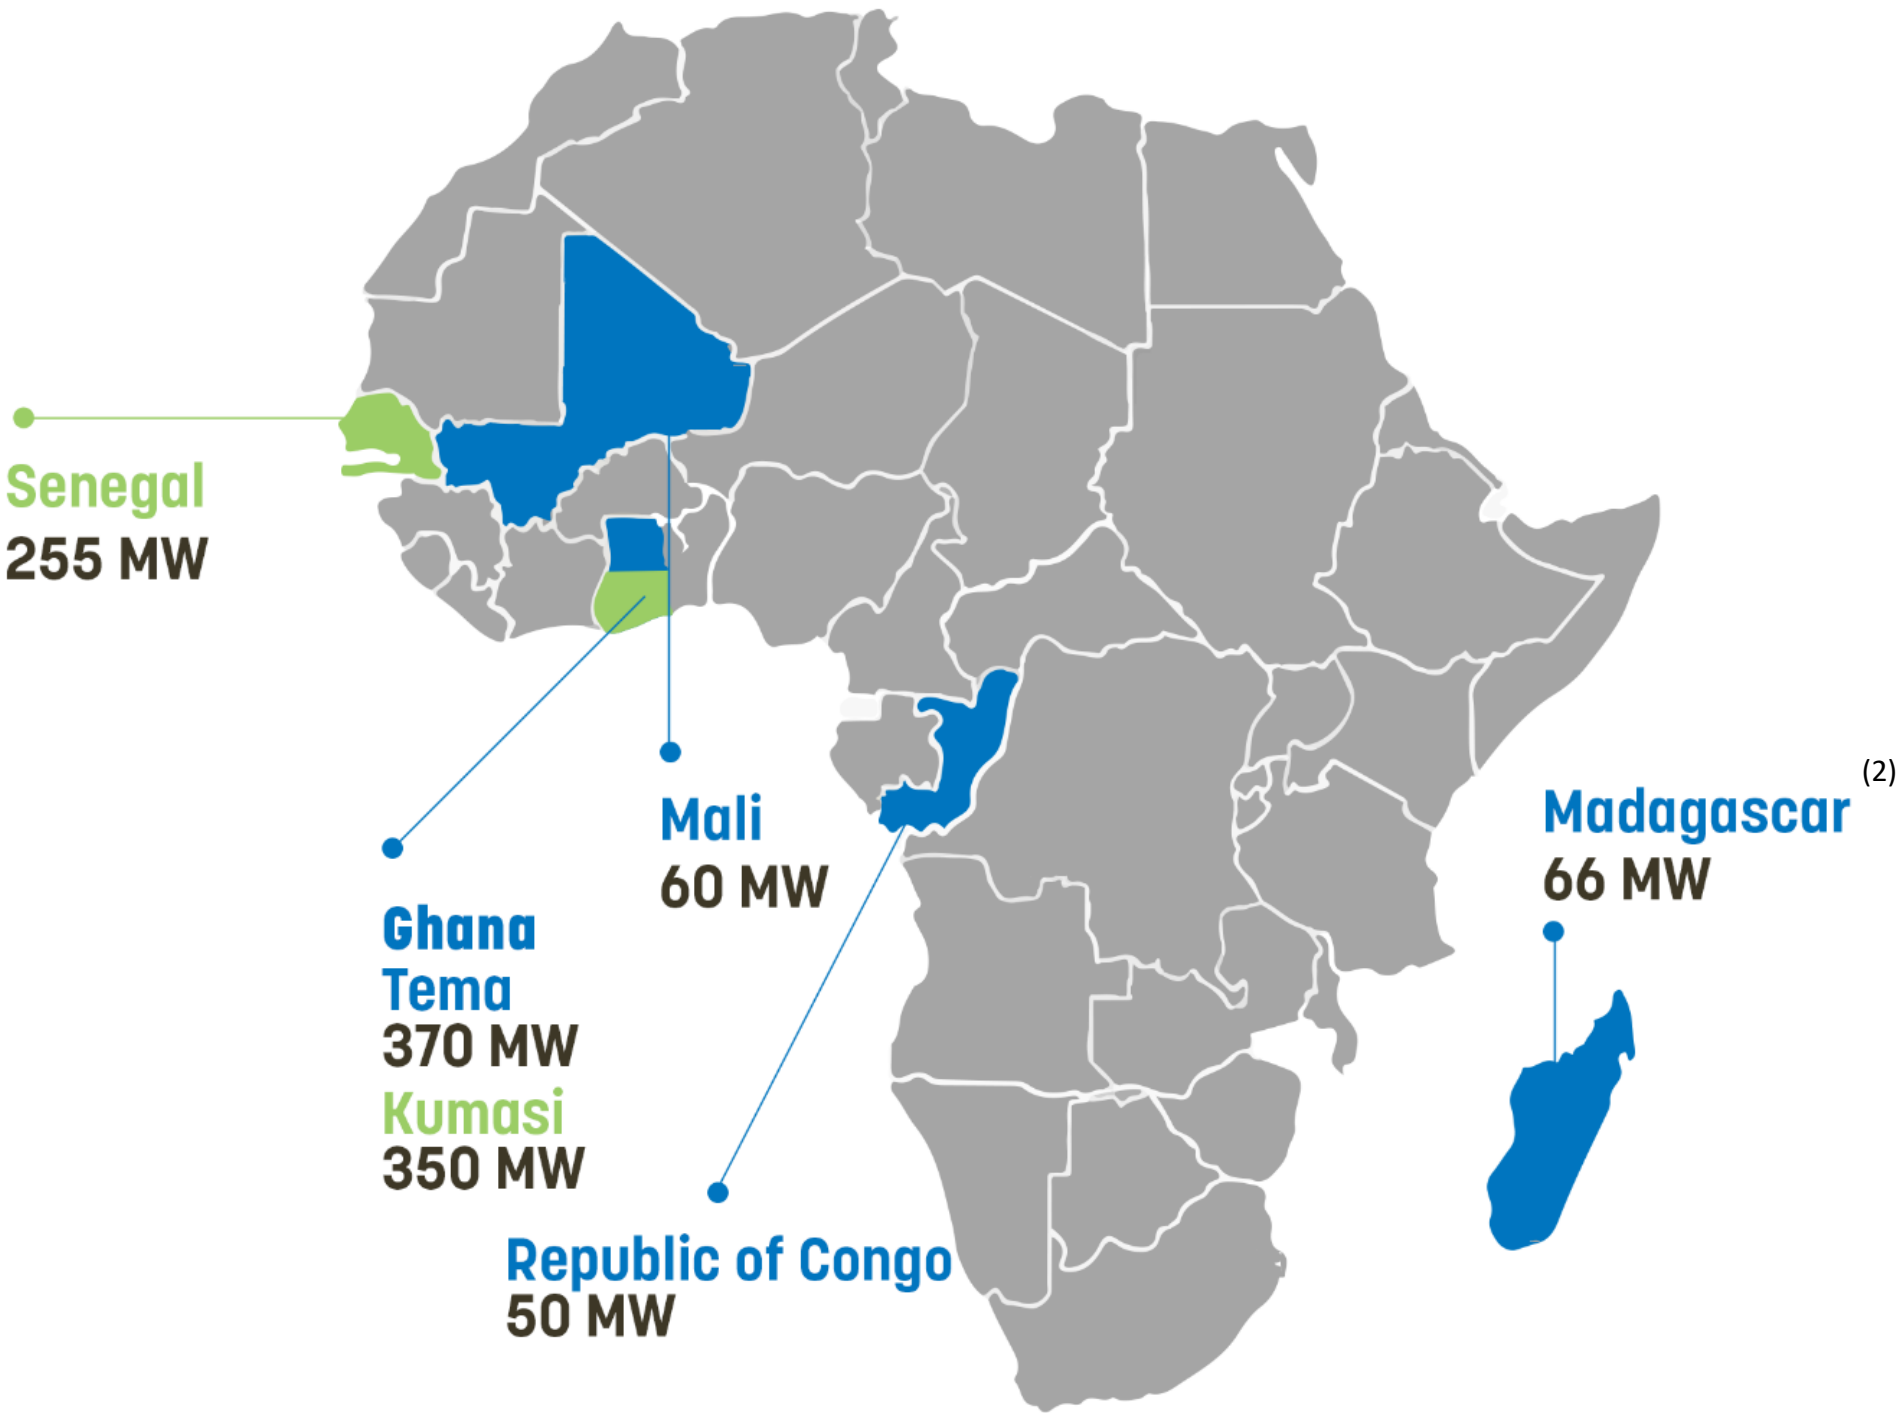 Senegal
255 MW
Ghana
Tema
370 MW
Kumasi
350 MW
Mali
60 MW
Republic of Congo
50 MW
Madagascar (2)
66 MW